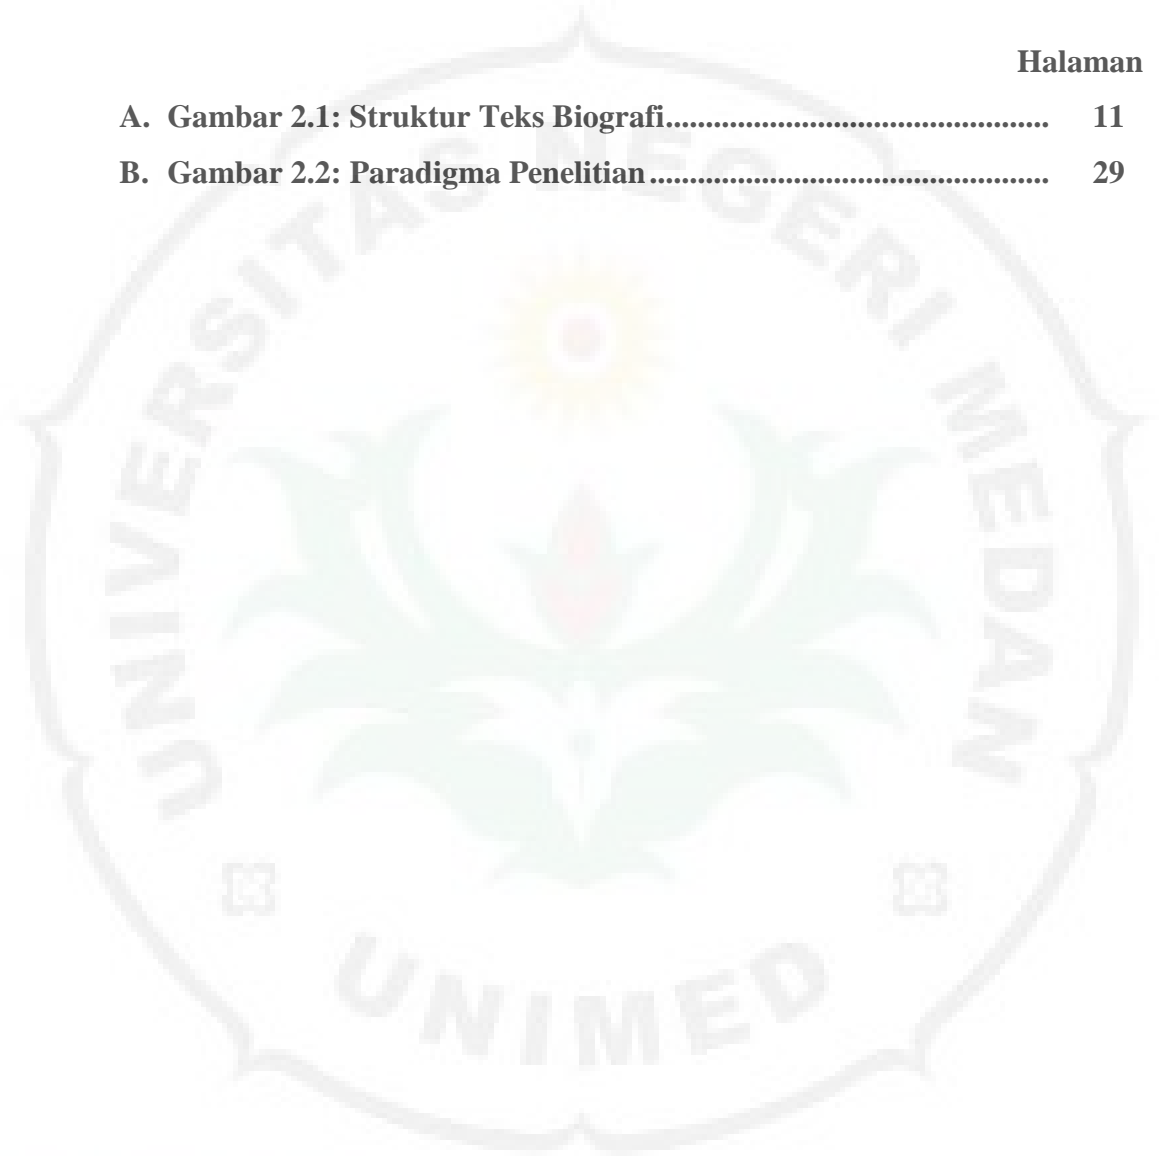 Halaman
A. Gambar 2.1: Struktur Teks Biografi................................................ 11
B. Gambar 2.2: Paradigma Penelitian.................................................. 29
UNIVERSITAS NEGERI MEDAN
UNIMED